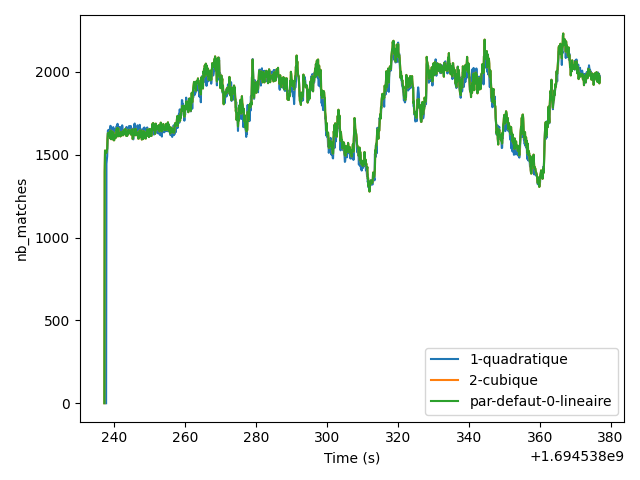 2000
1500
1000
500
0
nb_matches
240 260 280 300 320 340 360 380
Time (s)
+1.694538e9
1-quadratique
2-cubique
par-defaut-0-lineaire